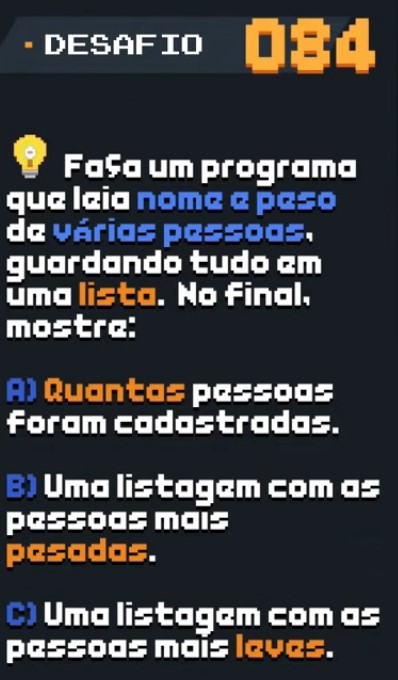 DESAFIO 084
Faça um programa
que leia nome e peso
de várias pessoas,
guardando tudo em
uma lista. No final,
mostre:
A) Quantas pessoas
foram cadastradas.
B) Uma listagem com as
pessoas mais
pesadas.
C) Uma listagem com as
pessoas mais leves.